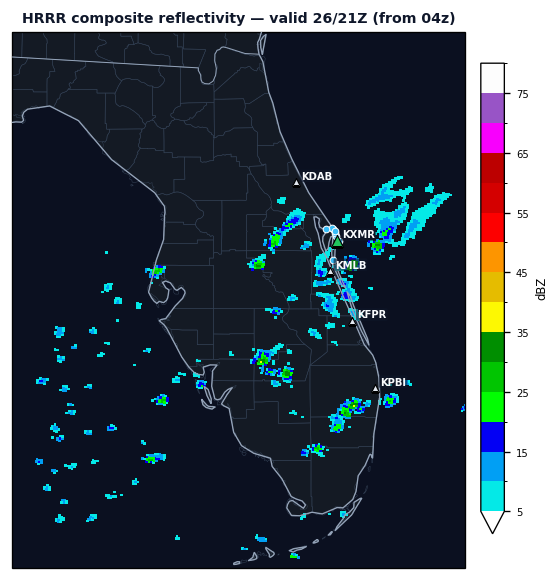 HRRR composite reflectivity — valid 26/21Z (from 04z)
KDAB
KXMR
KMLB
KFPR
KPBI
75
65
55
45
35
25
15
5
dBZ